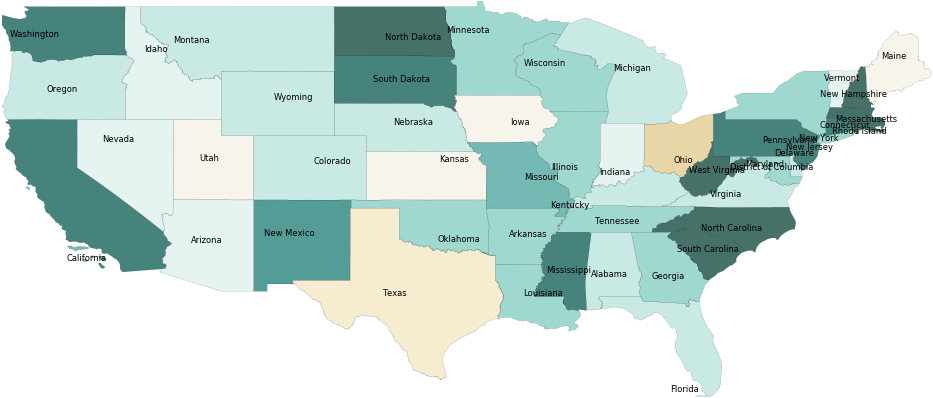 Washington
Montana
Idaho
North Dakota
Minnesota
Maine
Oregon
Wyoming
South Dakota
Wisconsin
Michigan
Vermont
New Hampshire
Massachusetts
Connecticut
Rhode Island
Nevada
Utah
Colorado
Nebraska
Iowa
Kansas
Missouri
Illinois
Indiana
Ohio
Pennsylvania
New York
New Jersey
Delaware
Maryland
District of Columbia
West Virginia
Virginia
Kentucky
California
Arizona
New Mexico
Oklahoma
Arkansas
Tennessee
North Carolina
South Carolina
Texas
Louisiana
Mississippi
Alabama
Georgia
Florida